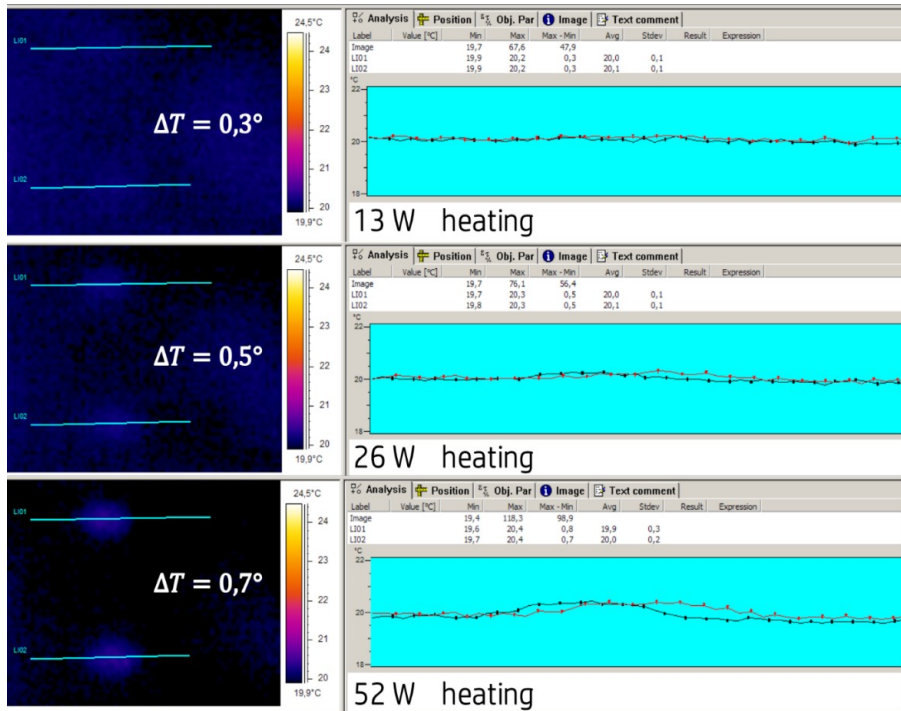 LI01
ΔT = 0,3°
LI02
24,5°C
24
23
22
21
20
19,9°C
Analysis Position Obj. Par Image Text comment
Label Value [°C] Min Max Max - Min Avg Stdev Result Expression
Image 19,7 67,6 47,9
LI01 19,9 20,2 0,3 20,0 0,1
LI02 19,9 20,2 0,3 20,1 0,1
°C
22
20
18
13 W heating
LI01
ΔT = 0,5°
LI02
24,5°C
24
23
22
21
20
19,9°C
Analysis Position Obj. Par Image Text comment
Label Value [°C] Min Max Max - Min Avg Stdev Result Expression
Image 19,7 76,1 56,4
LI01 19,7 20,3 0,5 20,0 0,1
LI02 19,8 20,3 0,5 20,1 0,1
°C
22
20
18
26 W heating
LI01
ΔT = 0,7°
LI02
24,5°C
24
23
22
21
20
19,9°C
Analysis Position Obj. Par Image Text comment
Label Value [°C] Min Max Max - Min Avg Stdev Result Expression
Image 19,4 118,3 98,9
LI01 19,6 20,4 0,8 19,9 0,3
LI02 19,7 20,4 0,7 20,0 0,2
°C
22
20
18
52 W heating